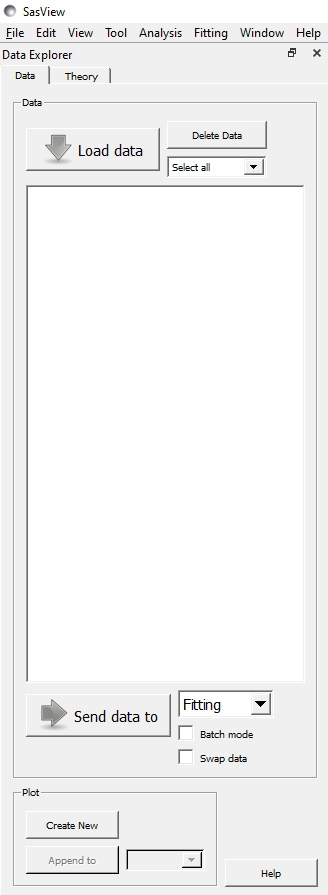 SasView
File Edit View Tool Analysis Fitting Window Help
Data Explorer
Data Theory
Data
Load data
Delete Data
Select all
Send data to
Fitting
Batch mode
Swap data
Plot
Create New
Append to
Help